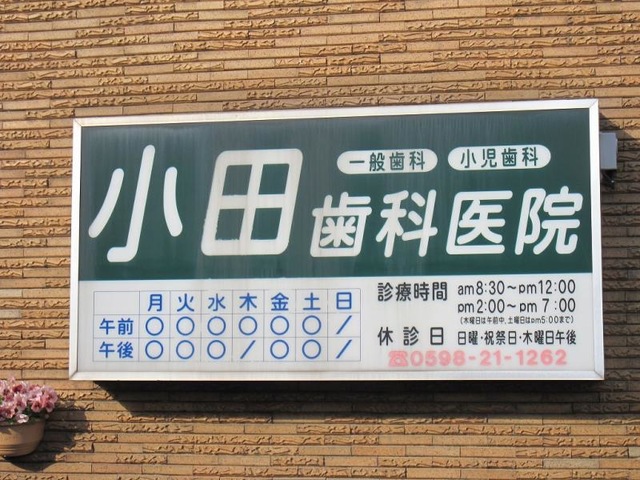 一般歯科 小児歯科
小田歯科医院
月 火 水 木 金 土 日
午前 〇 〇 〇 〇 〇 〇 /
午後 〇 〇 〇 / 〇 〇 /
診療時間 am8:30～pm12:00
pm2:00～pm7:00
(木曜日は午前中、土曜日はpm5:00まで)
休診日 日曜・祝祭日・木曜日午後
☎0598-21-1262